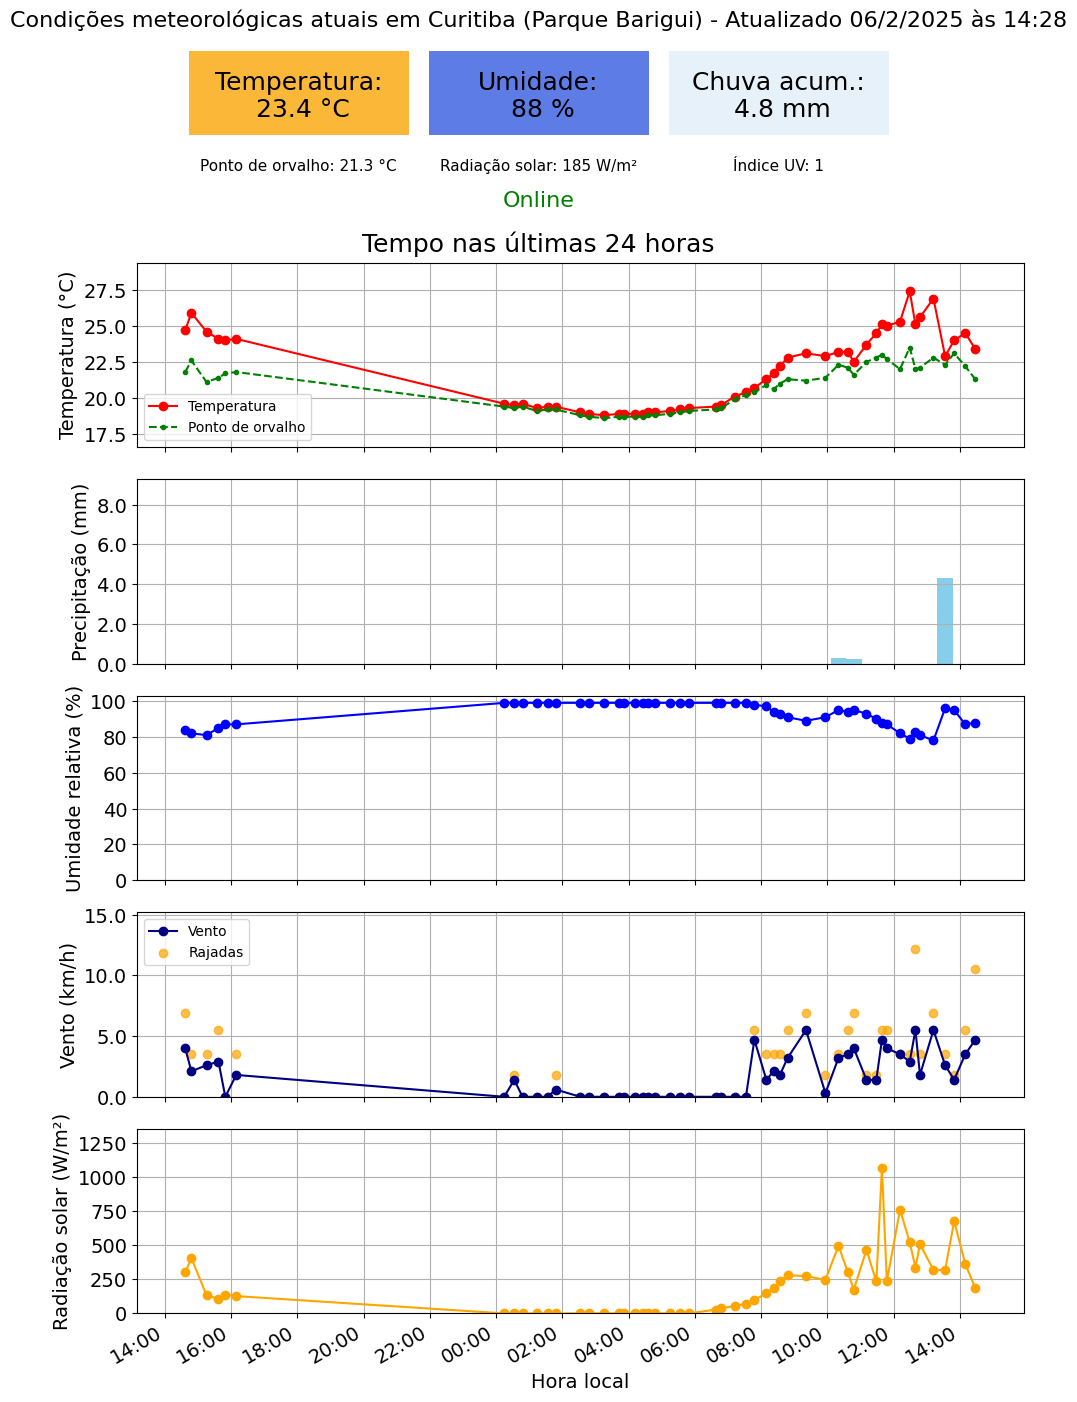 Condições meteorológicas atuais em Curitiba (Parque Barigui) - Atualizado 06/2/2025 às 14:28
Temperatura:
23.4 °C
Umidade:
88 %
Chuva acum.:
4.8 mm
Ponto de orvalho: 21.3 °C
Radiação solar: 185 W/m²
Índice UV: 1
Online
Tempo nas últimas 24 horas
Temperatura (°C)
27.5
25.0
22.5
20.0
17.5
Temperatura
Ponto de orvalho
Precipitação (mm)
8.0
6.0
4.0
2.0
0.0
Umidade relativa (%)
100
80
60
40
20
0
Vento (km/h)
15.0
10.0
5.0
0.0
Vento
Rajadas
Radiação solar (W/m²)
1250
1000
750
500
250
0
14:00
16:00
18:00
20:00
22:00
00:00
02:00
04:00
06:00
08:00
10:00
12:00
14:00
Hora local